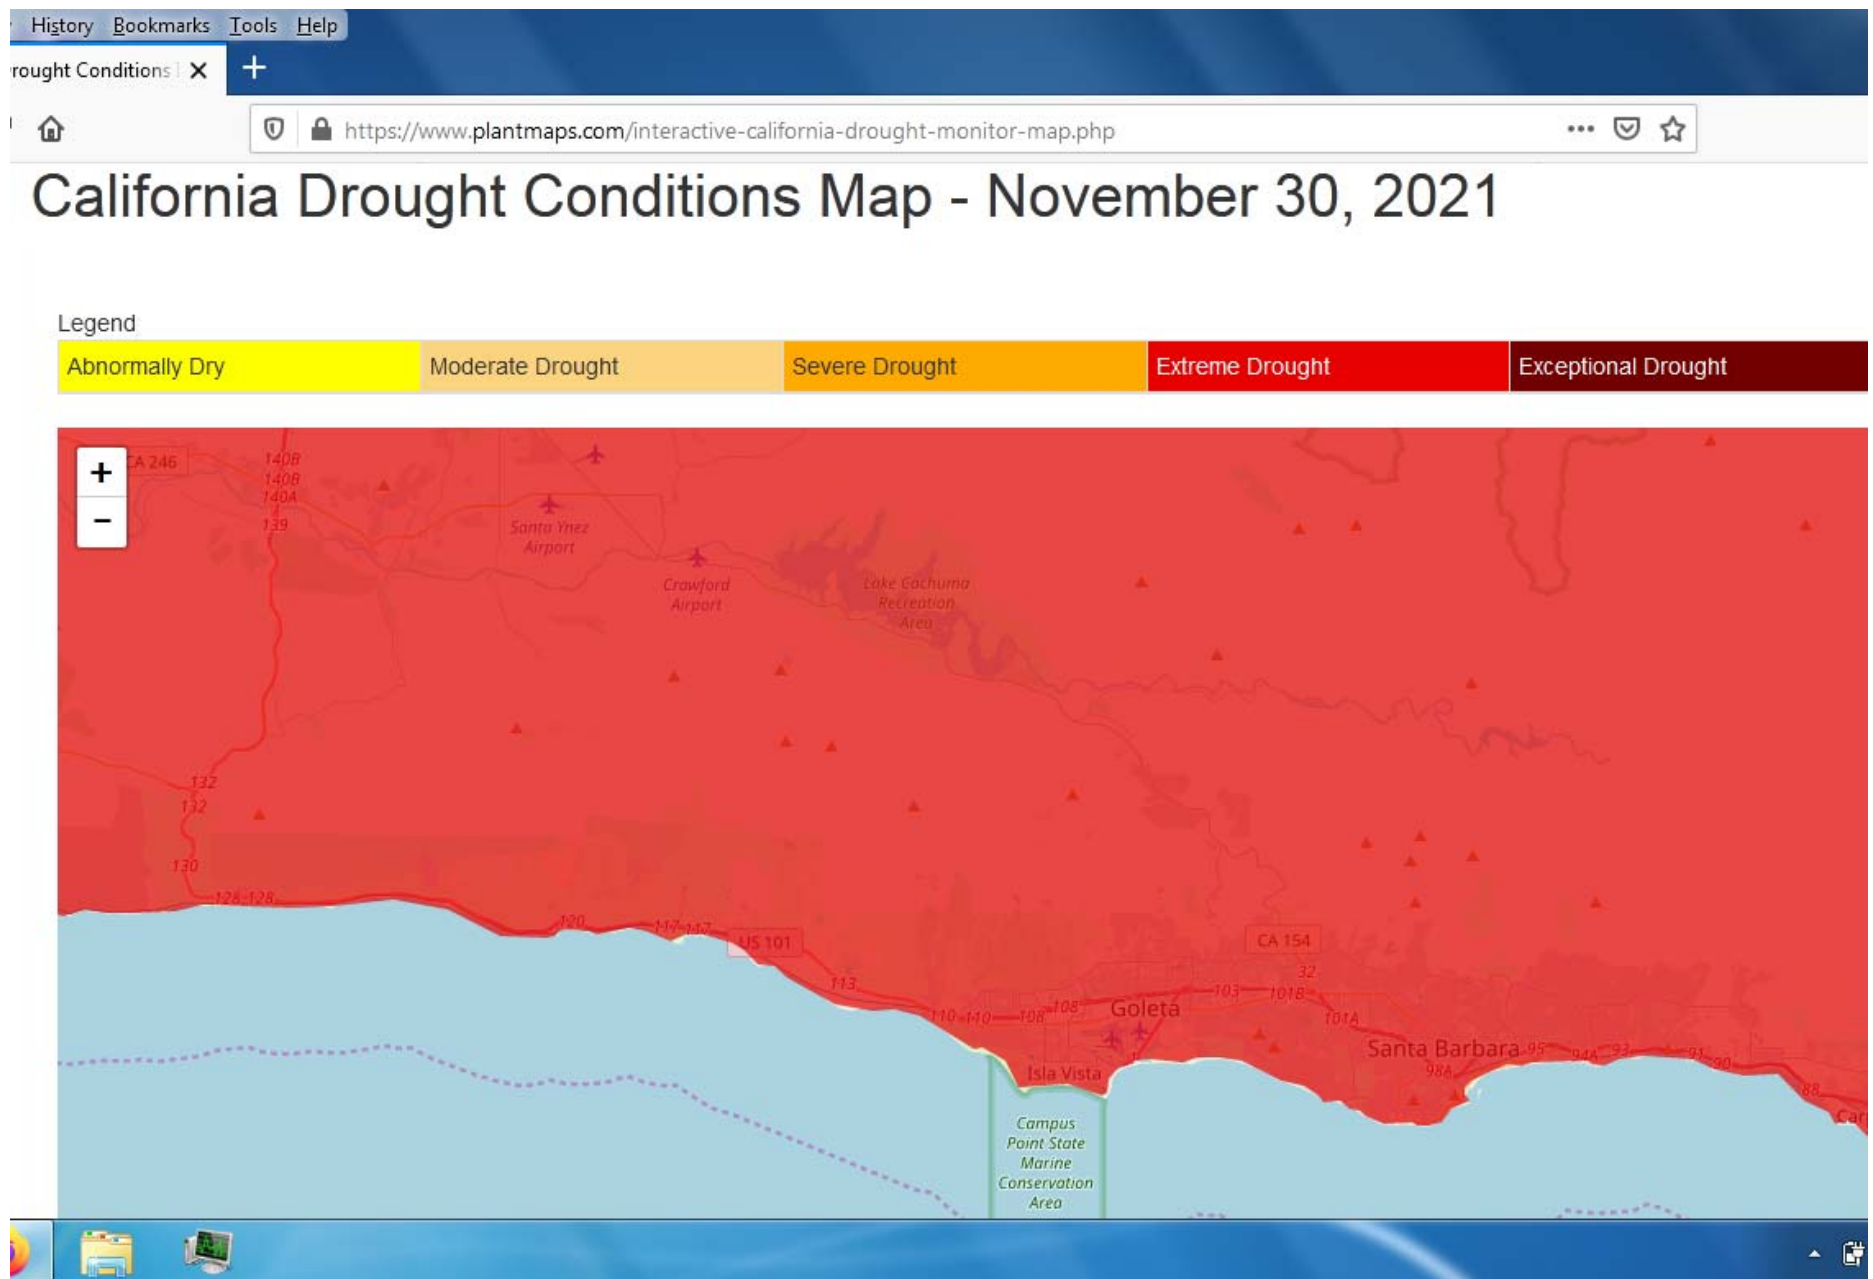 History Bookmarks Tools Help
rought Conditions
https://www.plantmaps.com/interactive-california-drought-monitor-map.php
California Drought Conditions Map - November 30, 2021
Legend
Abnormally Dry Moderate Drought Severe Drought Extreme Drought Exceptional Drought
+
−
CA 246
140B
140B
140A
139
Santa Ynez
Airport
Crawford
Airport
Lake Cachuma
Recreation
Area
132
132
130
128 128
120
117 117
US 101
CA 154
113
32
110 110 108 108
Goleta
103 101B
101A
Santa Barbara
95 94A 93 91 90
98A
88
Isla Vista
Car
Campus
Point State
Marine
Conservation
Area